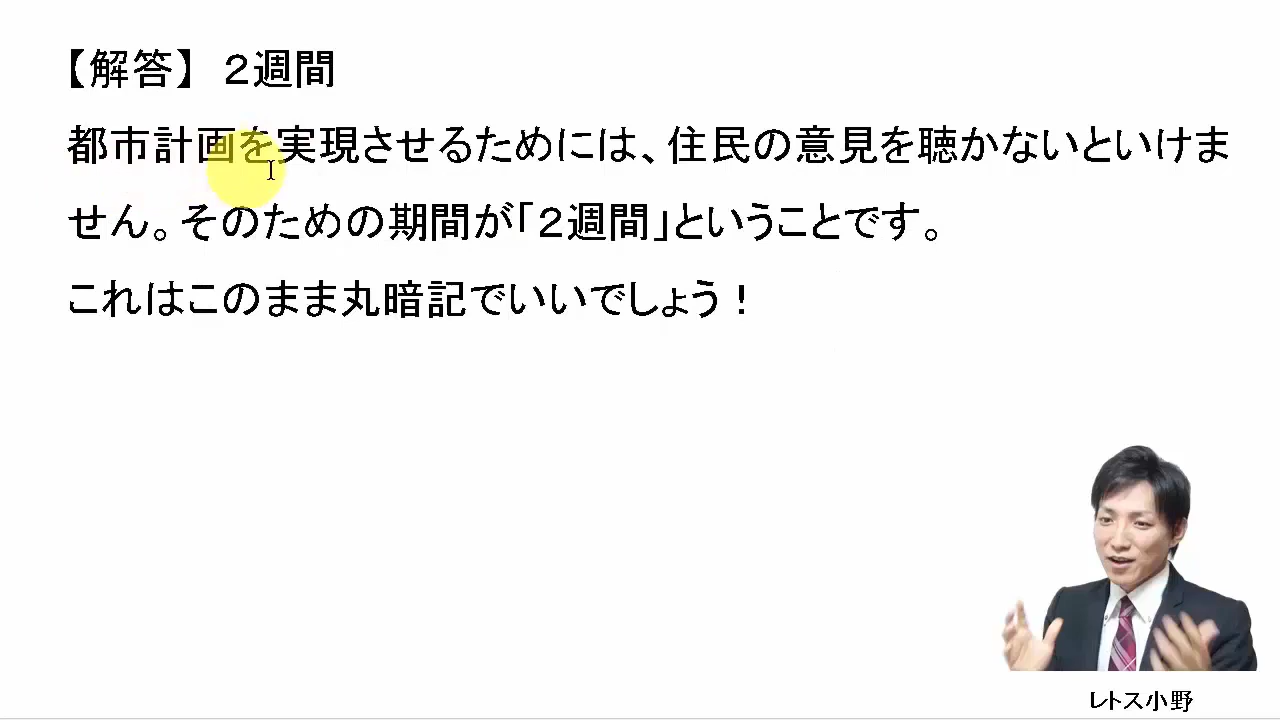 【解答】 ２週間
都市計画を実現させるためには、住民の意見を聴かないといけま
せん。そのための期間が「２週間」ということです。
これはこのまま丸暗記でいいでしょう！
レトス小野